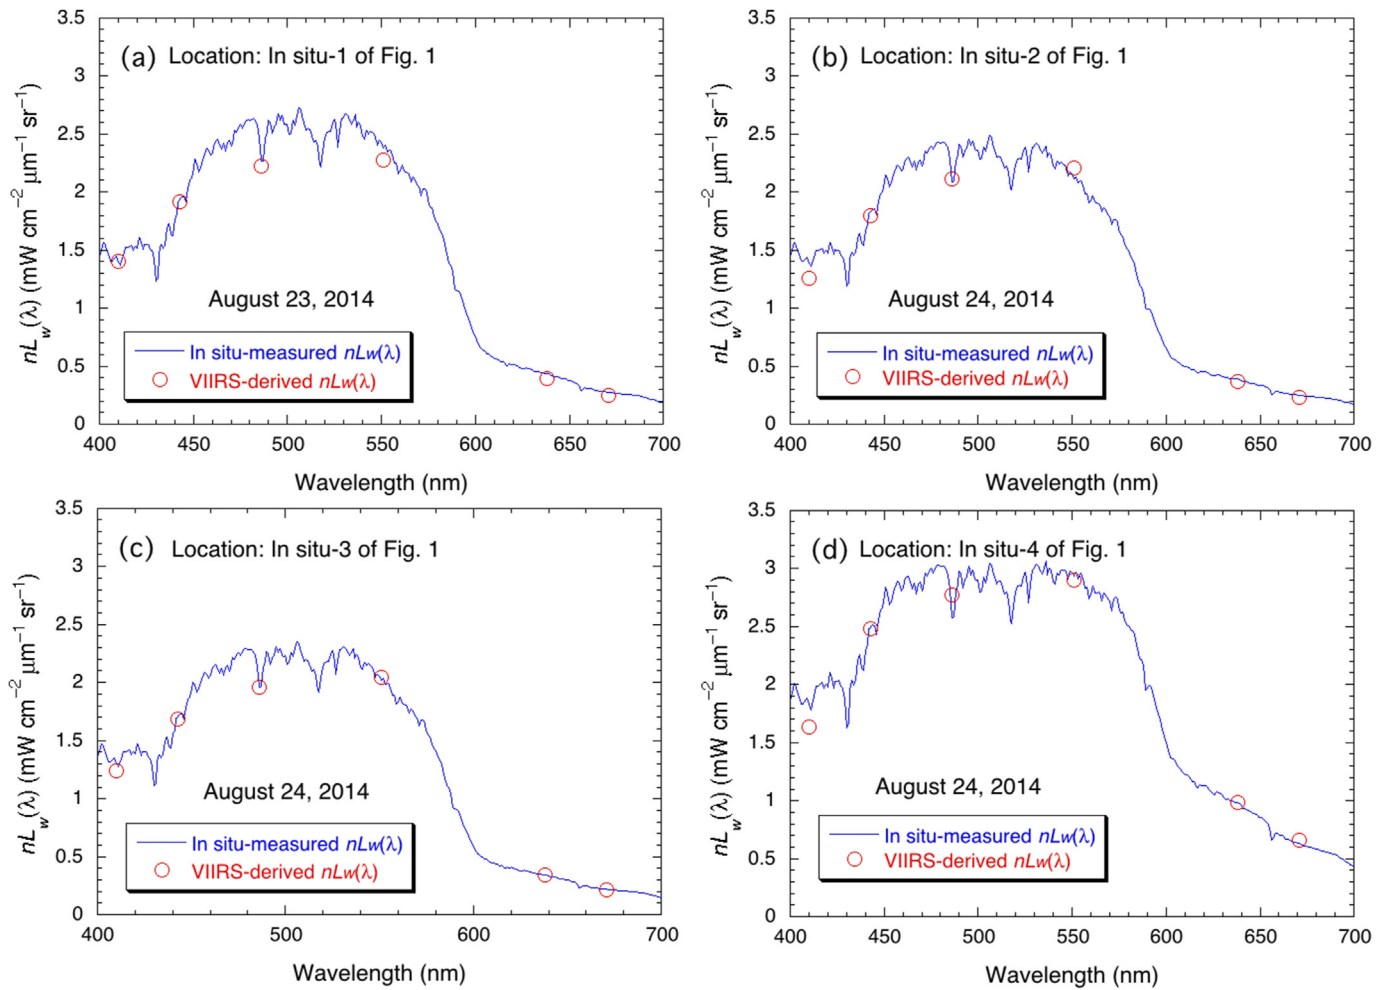 (a) Location: In situ-1 of Fig. 1
3.5
3
2.5
2
1.5
1
0.5
0
nLw(λ) (mW cm−2 μm−1 sr−1)
August 23, 2014
In situ-measured nLw(λ)
VIIRS-derived nLw(λ)
400 450 500 550 600 650 700
Wavelength (nm)
(b) Location: In situ-2 of Fig. 1
3.5
3
2.5
2
1.5
1
0.5
0
nLw(λ) (mW cm−2 μm−1 sr−1)
August 24, 2014
In situ-measured nLw(λ)
VIIRS-derived nLw(λ)
400 450 500 550 600 650 700
Wavelength (nm)
(c) Location: In situ-3 of Fig. 1
3.5
3
2.5
2
1.5
1
0.5
0
nLw(λ) (mW cm−2 μm−1 sr−1)
August 24, 2014
In situ-measured nLw(λ)
VIIRS-derived nLw(λ)
400 500 600 700
Wavelength (nm)
(d) Location: In situ-4 of Fig. 1
3.5
3
2.5
2
1.5
1
0.5
0
nLw(λ) (mW cm−2 μm−1 sr−1)
August 24, 2014
In situ-measured nLw(λ)
VIIRS-derived nLw(λ)
400 450 500 550 600 650 700
Wavelength (nm)